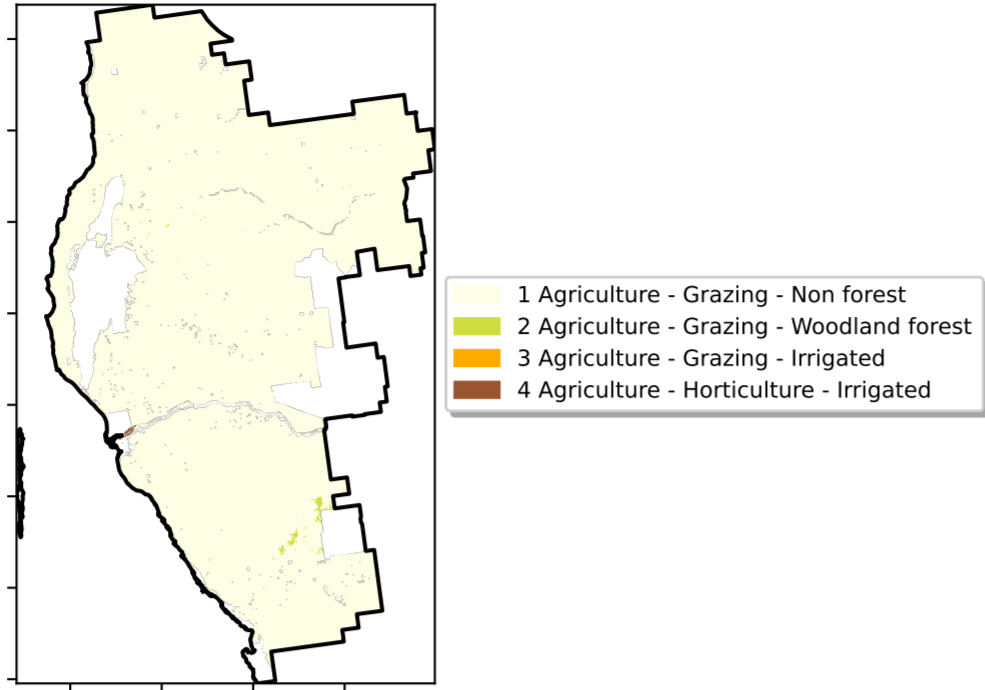 1 Agriculture - Grazing - Non forest
2 Agriculture - Grazing - Woodland forest
3 Agriculture - Grazing - Irrigated
4 Agriculture - Horticulture - Irrigated